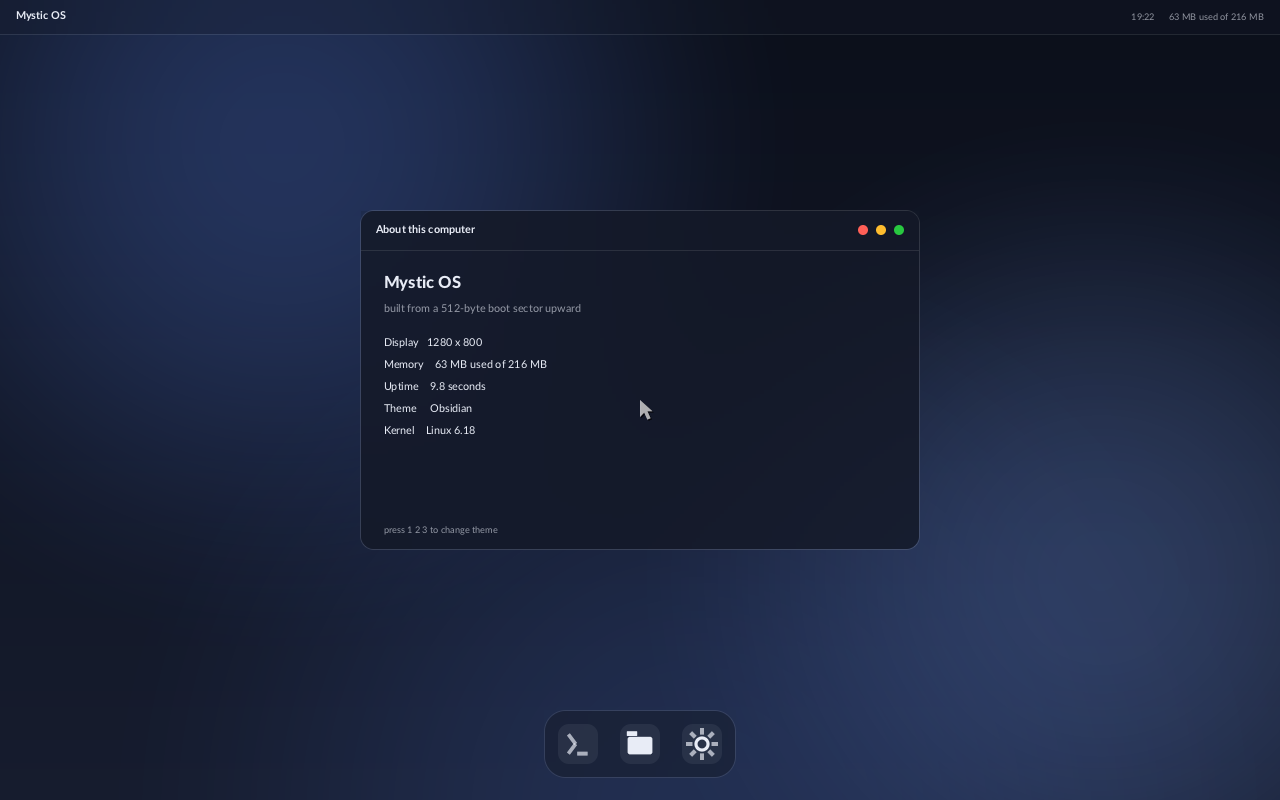 Mystic OS
19:22 63 MB used of 216 MB
About this computer
Mystic OS
built from a 512-byte boot sector upward
Display 1280 x 800
Memory 63 MB used of 216 MB
Uptime 9.8 seconds
Theme Obsidian
Kernel Linux 6.18
press 1 2 3 to change theme